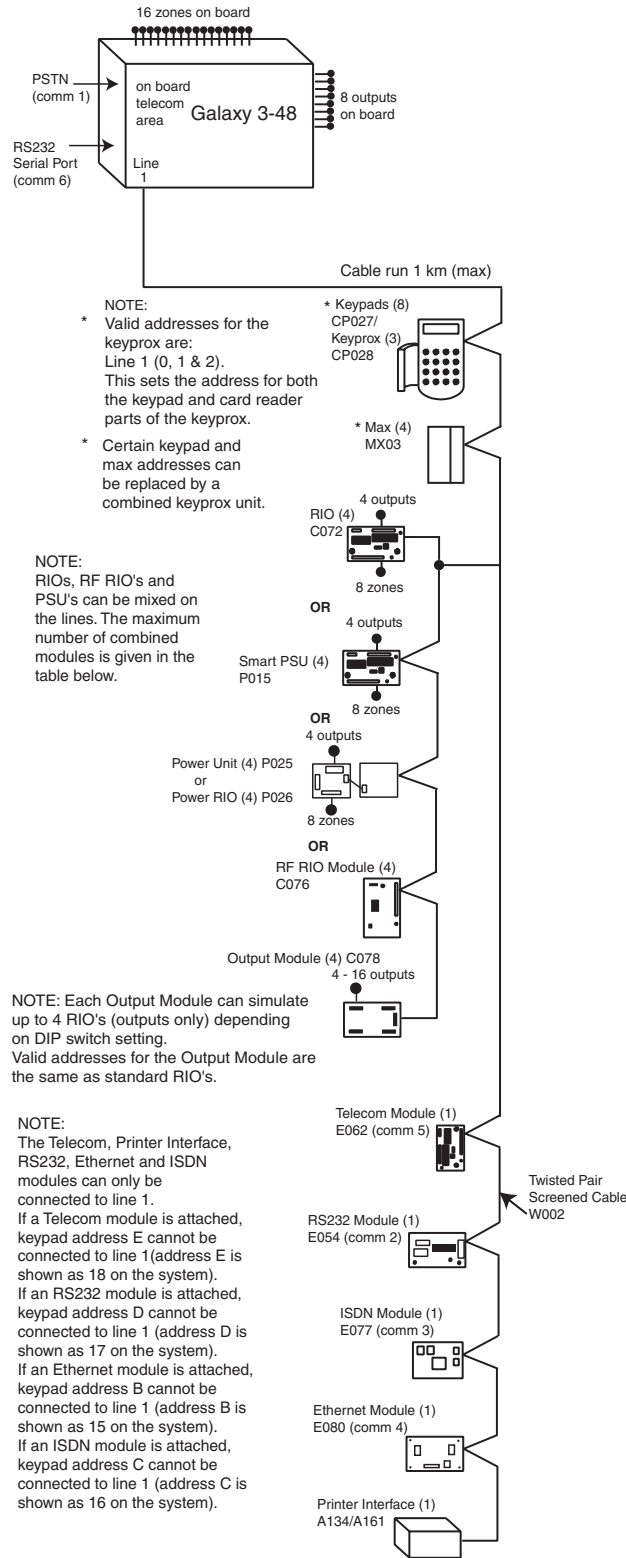 16 zones on board
PSTN
(comm 1)
on board
telecom
area
Galaxy 3-48
8 outputs
on board
RS232
Serial Port
(comm 6)
Line
1
Cable run 1 km (max)
NOTE:
* Valid addresses for the
keyprox are:
Line 1 (0, 1 & 2).
This sets the address for both
the keypad and card reader
parts of the keyprox.
* Certain keypad and
max addresses can
be replaced by a
combined keyprox unit.
* Keypads (8)
CP027/
Keyprox (3)
CP028
* Max (4)
MX03
4 outputs
RIO (4)
C072
8 zones
NOTE:
RIOs, RF RIO's and
PSU's can be mixed on
the lines. The maximum
number of combined
modules is given in the
table below.
OR
4 outputs
Smart PSU (4)
P015
8 zones
OR
4 outputs
Power Unit (4) P025
or
Power RIO (4) P026
8 zones
OR
RF RIO Module (4)
C076
Output Module (4) C078
4 - 16 outputs
NOTE: Each Output Module can simulate
up to 4 RIO's (outputs only) depending
on DIP switch setting.
Valid addresses for the Output Module are
the same as standard RIO's.
NOTE:
The Telecom, Printer Interface,
RS232, Ethernet and ISDN
modules can only be
connected to line 1.
If a Telecom module is attached,
keypad address E cannot be
connected to line 1(address E is
shown as 18 on the system).
If an RS232 module is attached,
keypad address D cannot be
connected to line 1 (address D is
shown as 17 on the system).
If an Ethernet module is attached,
keypad address B cannot be
connected to line 1 (address B is
shown as 15 on the system).
If an ISDN module is attached,
keypad address C cannot be
connected to line 1 (address C is
shown as 16 on the system).
Telecom Module (1)
E062 (comm 5)
Twisted Pair
Screened Cable
W002
RS232 Module (1)
E054 (comm 2)
ISDN Module (1)
E077 (comm 3)
Ethernet Module (1)
E080 (comm 4)
Printer Interface (1)
A134/A161